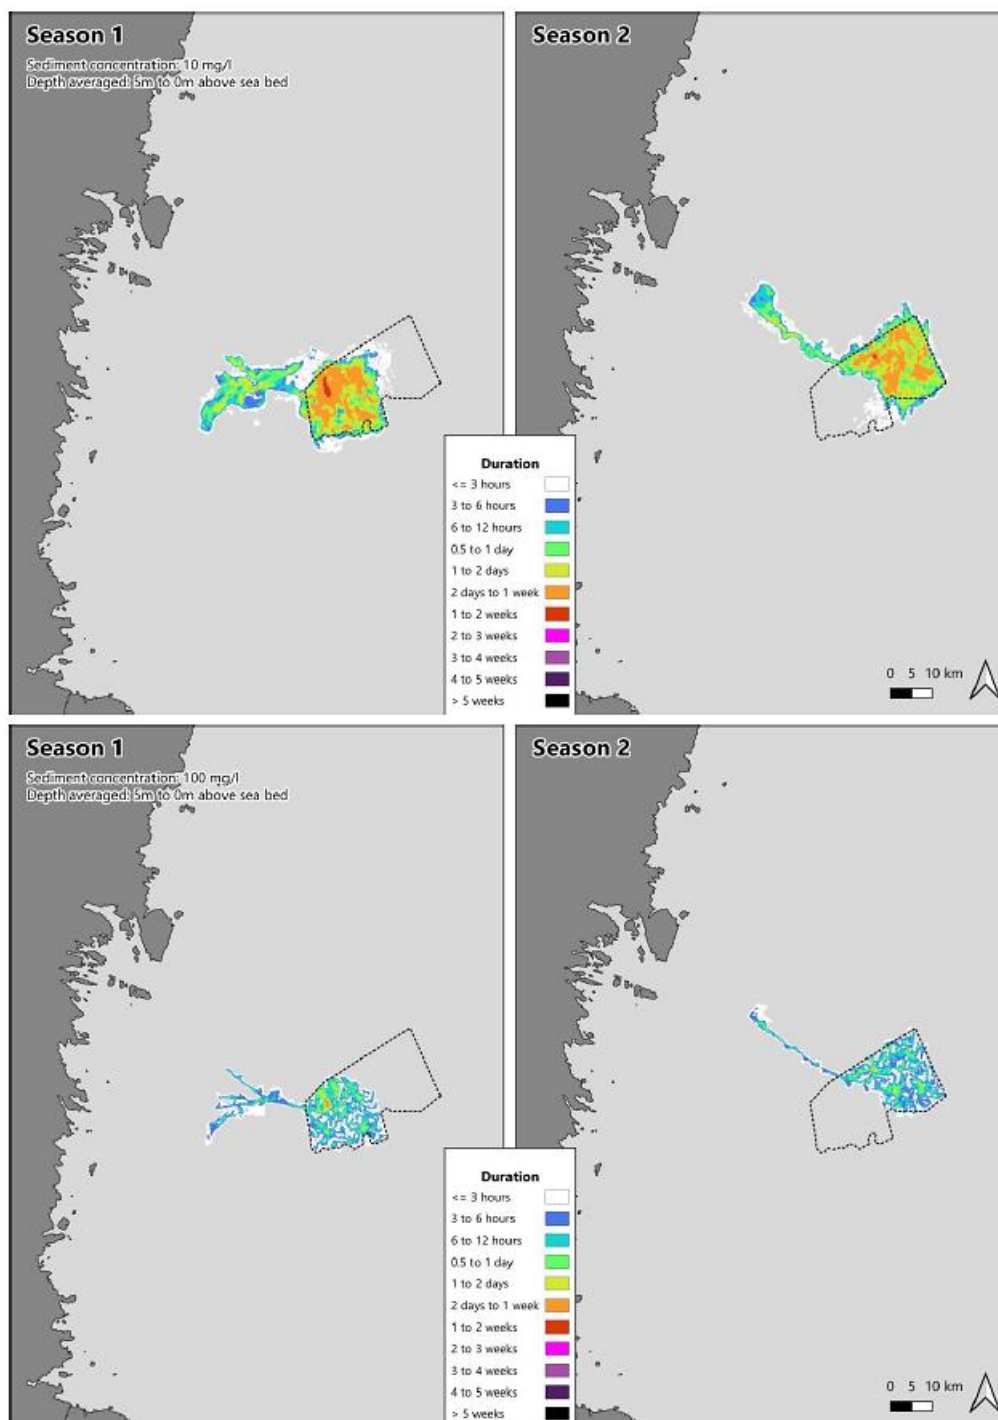 Season 1
Sediment concentration: 10 mg/l
Depth averaged: 5m to 0m above sea bed
Season 2
Duration
<= 3 hours
3 to 6 hours
6 to 12 hours
0.5 to 1 day
1 to 2 days
2 days to 1 week
1 to 2 weeks
2 to 3 weeks
3 to 4 weeks
4 to 5 weeks
> 5 weeks
0 5 10 km
Season 1
Sediment concentration: 100 mg/l
Depth averaged: 5m to 0m above sea bed
Season 2
Duration
<= 3 hours
3 to 6 hours
6 to 12 hours
0.5 to 1 day
1 to 2 days
2 days to 1 week
1 to 2 weeks
2 to 3 weeks
3 to 4 weeks
4 to 5 weeks
> 5 weeks
0 5 10 km